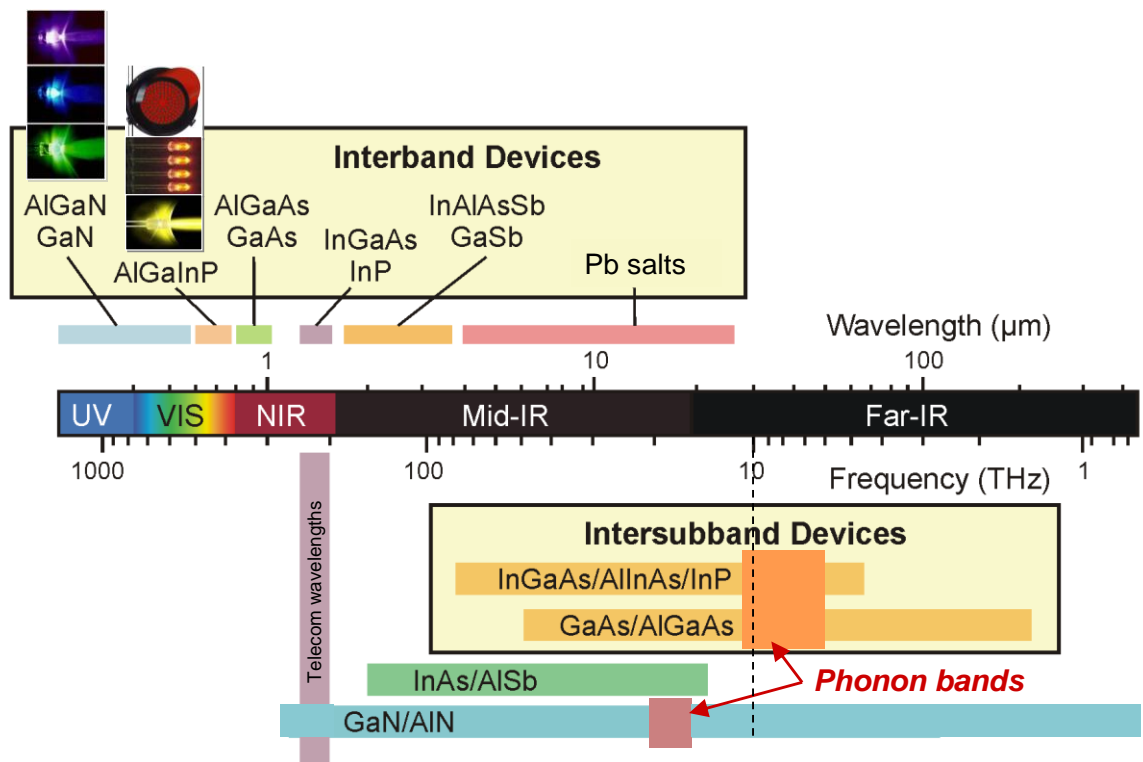 Interband Devices
AlGaN
GaN
AlGaInP
AlGaAs
GaAs
InGaAs
InP
InAlAsSb
GaSb
Pb salts
Wavelength (µm)
1
10
100
UV
VIS
NIR
Mid-IR
Far-IR
1000
100
10
1
Frequency (THz)
Telecom wavelengths
Intersubband Devices
InGaAs/AlInAs/InP
GaAs/AlGaAs
InAs/AlSb
Phonon bands
GaN/AlN